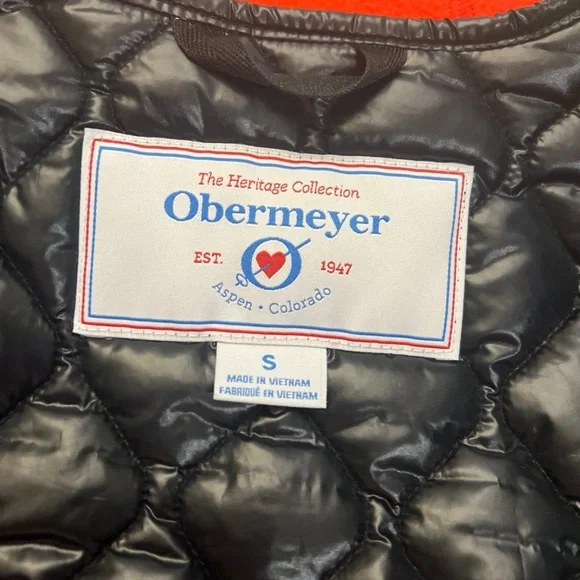 The Heritage Collection
Obermeyer
EST. 1947
Aspen • Colorado
S
MADE IN VIETNAM
FABRIQUÉ EN VIETNAM